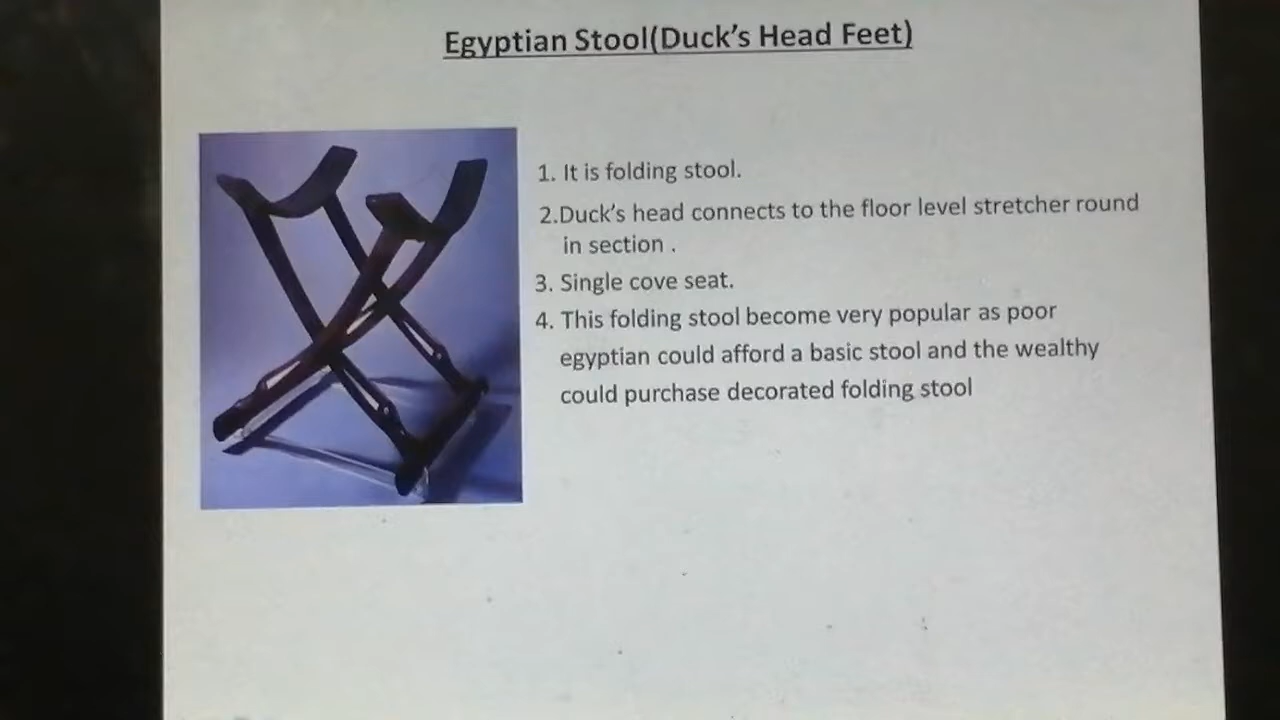 Egyptian Stool(Duck's Head Feet)
1. It is folding stool.
2.Duck's head connects to the floor level stretcher round
in section .
3. Single cove seat.
4. This folding stool become very popular as poor
egyptian could afford a basic stool and the wealthy
could purchase decorated folding stool